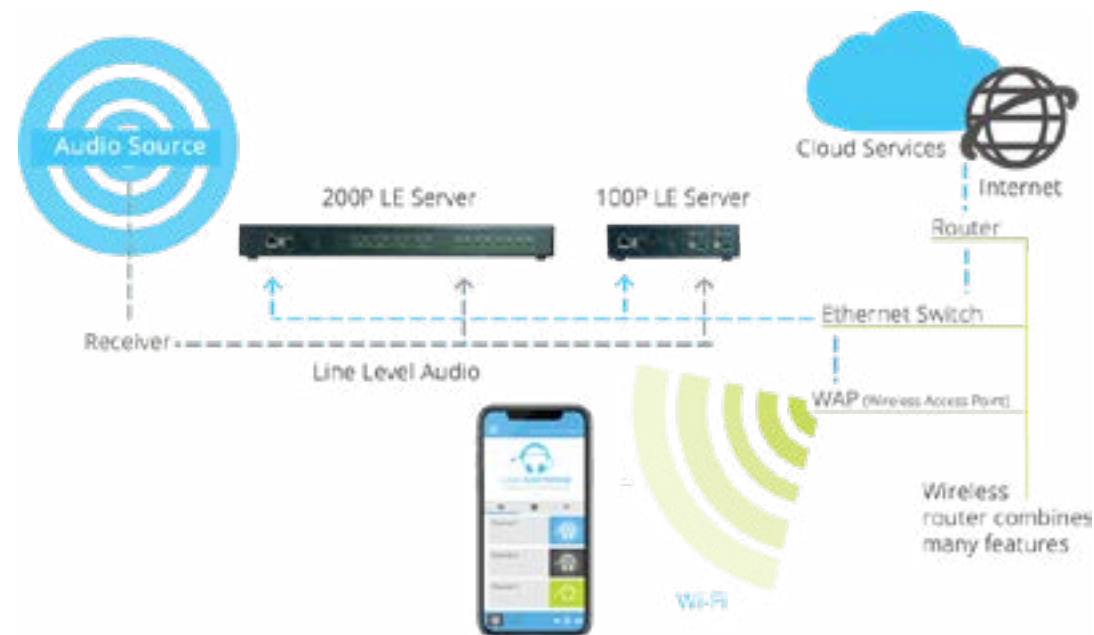 Audio Source
Cloud Services
Internet
200P LE Server
100P LE Server
Router
Ethernet Switch
Receiver
Line Level Audio
WAP (Wireless Access Point)
Wireless
router combines
many features
Wi-Fi